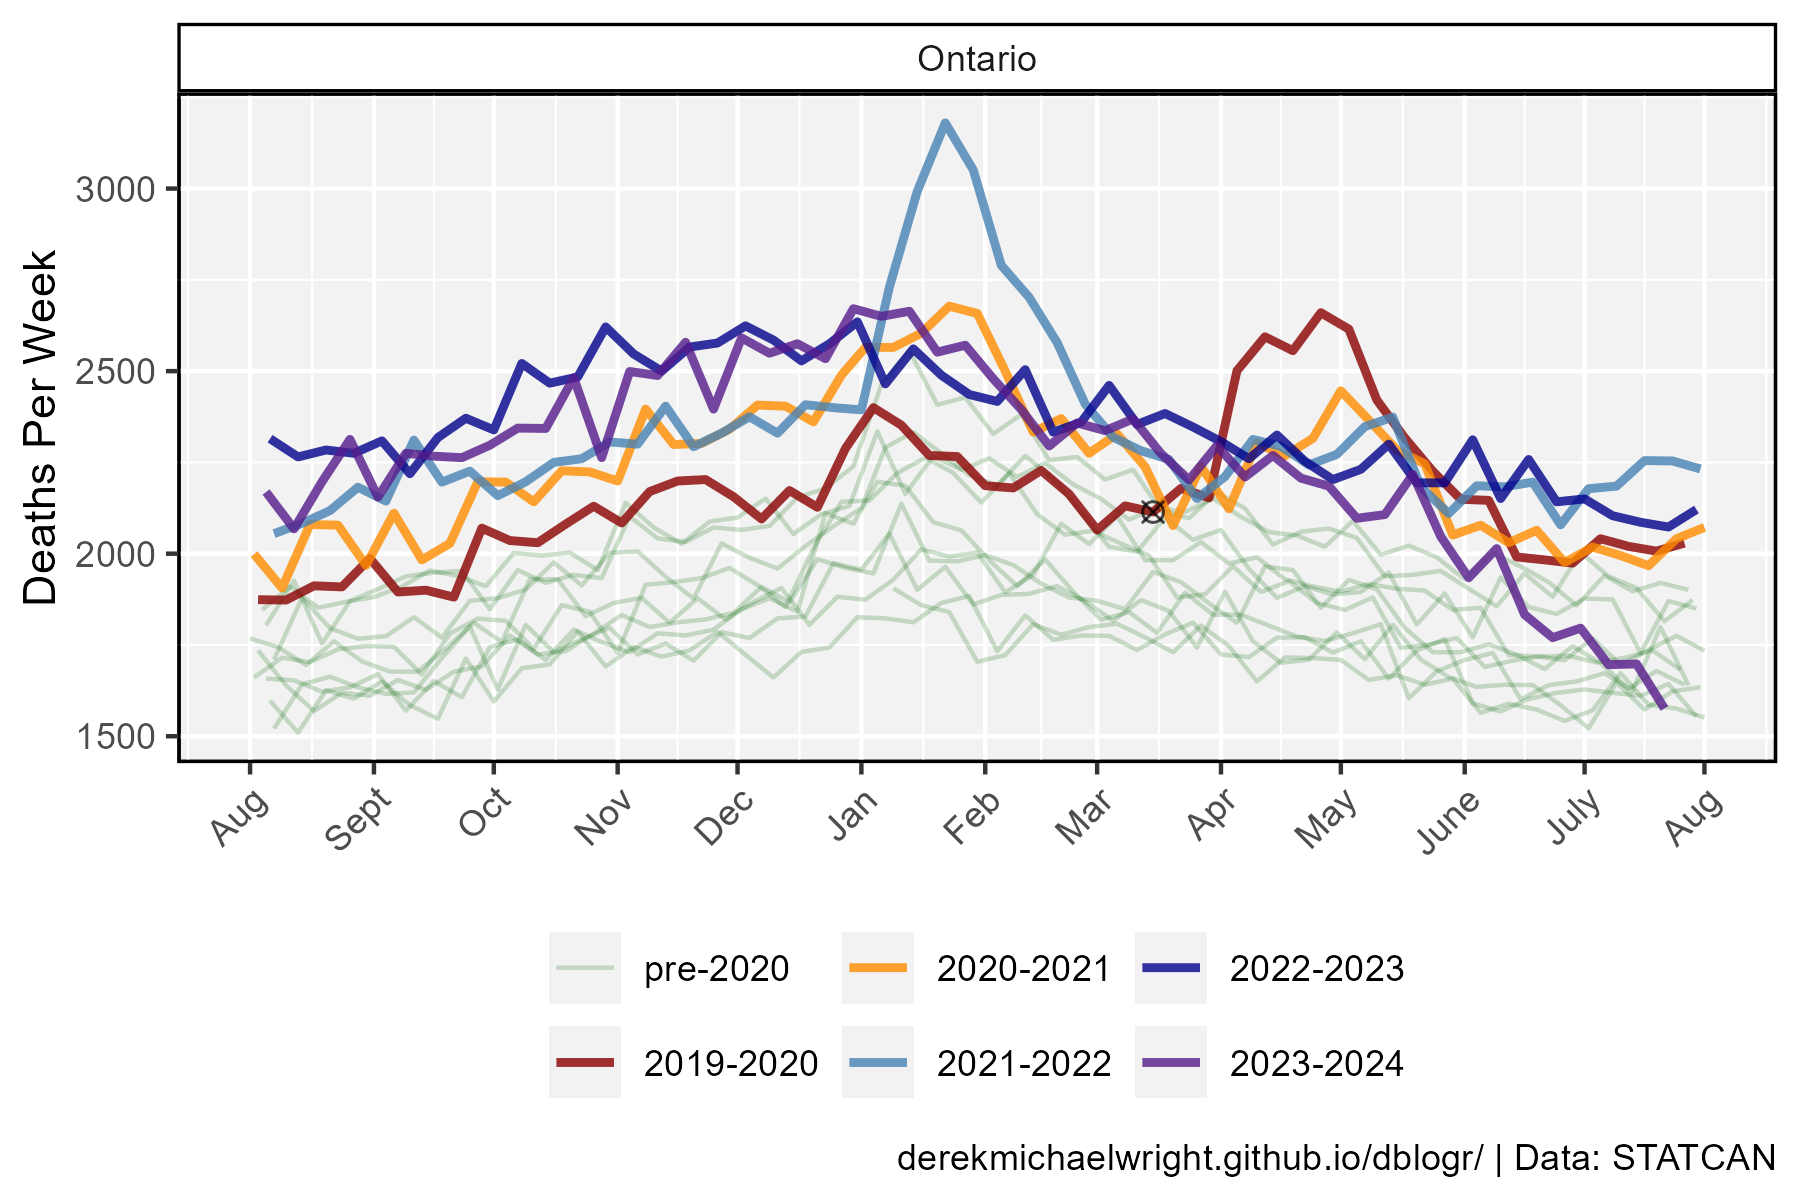 Ontario
Deaths Per Week
3000
2500
2000
1500
Aug Sept Oct Nov Dec Jan Feb Mar Apr May June July Aug
pre-2020 2020-2021 2022-2023
2019-2020 2021-2022 2023-2024
derekmichaelwright.github.io/dblogr/ | Data: STATCAN